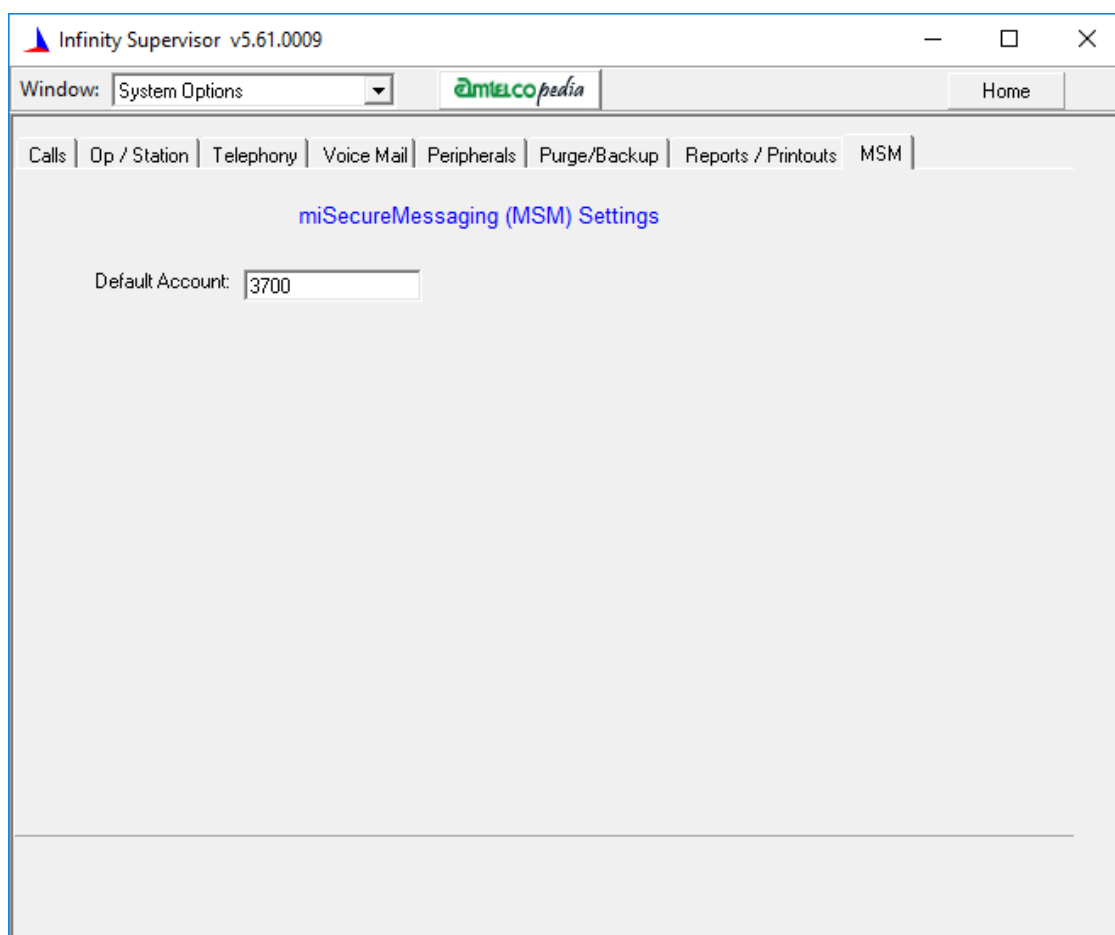 Infinity Supervisor v5.61.0009
Window: System Options amtelcopedia Home
Calls Op / Station Telephony Voice Mail Peripherals Purge/Backup Reports / Printouts MSM
miSecureMessaging (MSM) Settings
Default Account: 3700